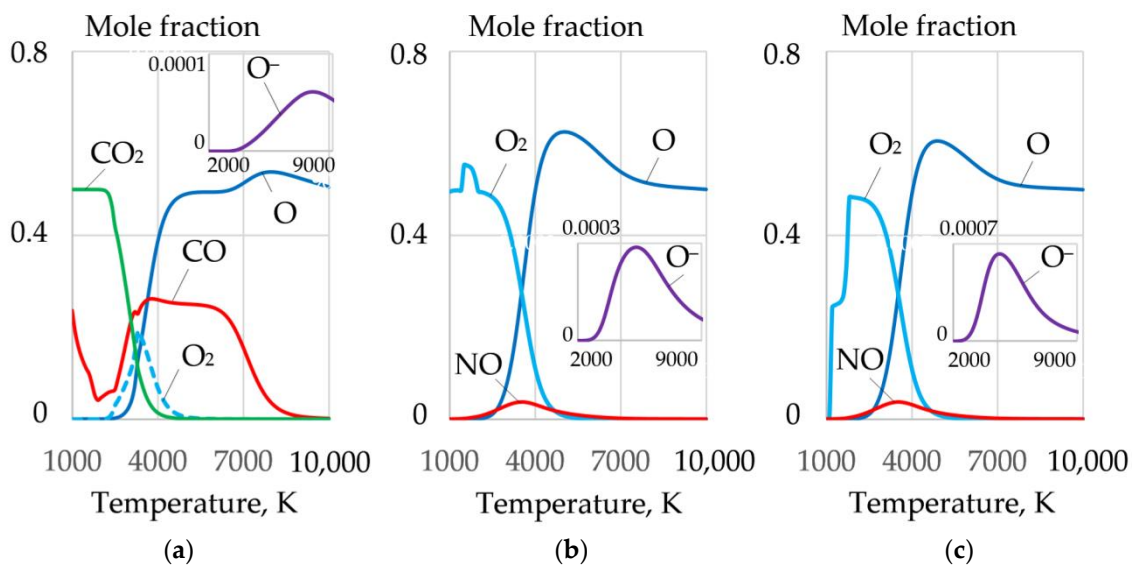 Mole fraction
0.8
0.0001
O⁻
0
2000 9000
CO₂
O
0.4
CO
O₂
0
1000 4000 7000 10,000
Temperature, K
(a)
Mole fraction
0.8
O₂
O
0.4
0.0003
O⁻
0
2000 9000
NO
0
1000 4000 7000 10,000
Temperature, K
(b)
Mole fraction
0.8
O₂
O
0.4
0.0007
O⁻
0
2000 9000
NO
0
1000 4000 7000 10,000
Temperature, K
(c)